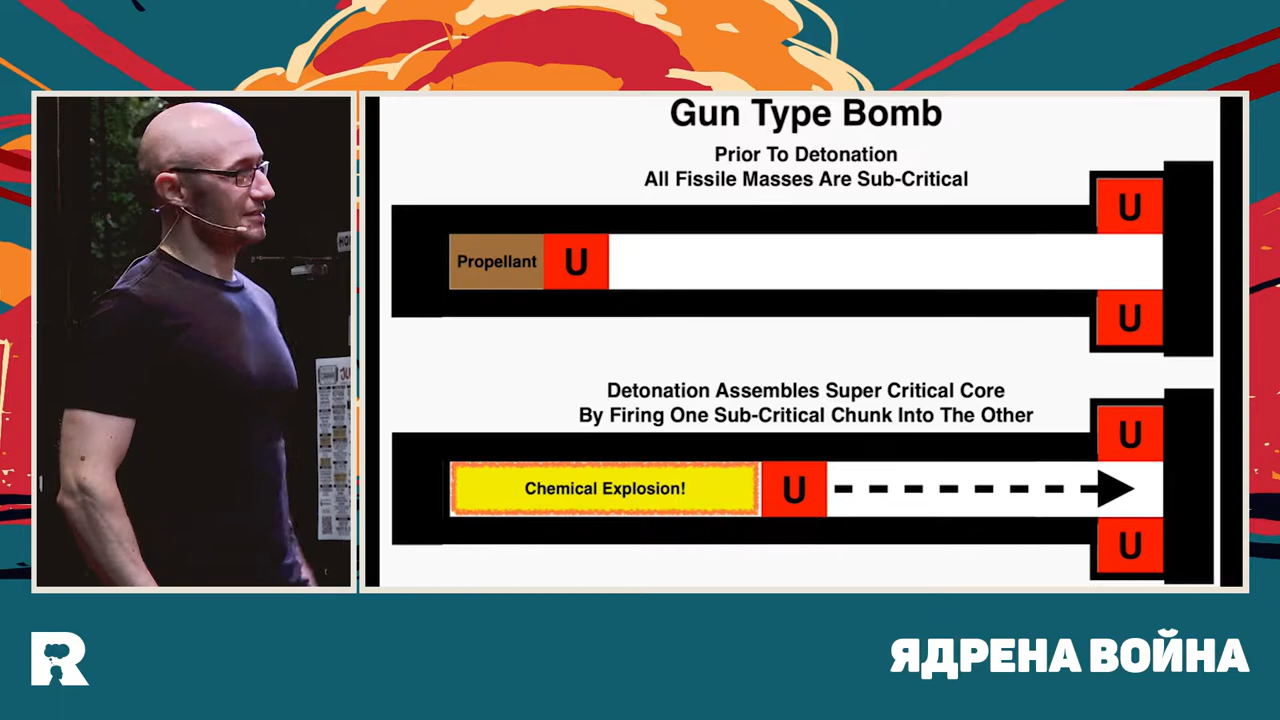 Gun Type Bomb
Prior To Detonation
All Fissile Masses Are Sub-Critical
U
Propellant
U
U
Detonation Assembles Super Critical Core
By Firing One Sub-Critical Chunk Into The Other
U
Chemical Explosion!
U
U
R
ЯДРЕНА ВОЙНА